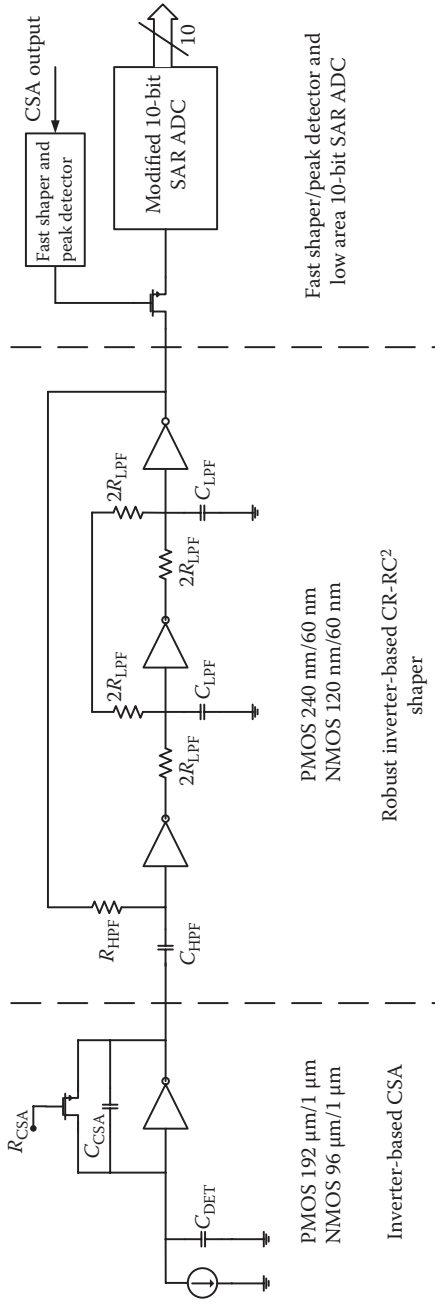 R_CSA
C_CSA
C_DET
PMOS 192 μm/1 μm
NMOS 96 μm/1 μm
Inverter-based CSA
R_HPF
C_HPF
2R_LPF
2R_LPF
C_LPF
2R_LPF
2R_LPF
C_LPF
PMOS 240 nm/60 nm
NMOS 120 nm/60 nm
Robust inverter-based CR-RC²
shaper
CSA output
Fast shaper and
peak detector
Modified 10-bit
SAR ADC
10
Fast shaper/peak detector and
low area 10-bit SAR ADC